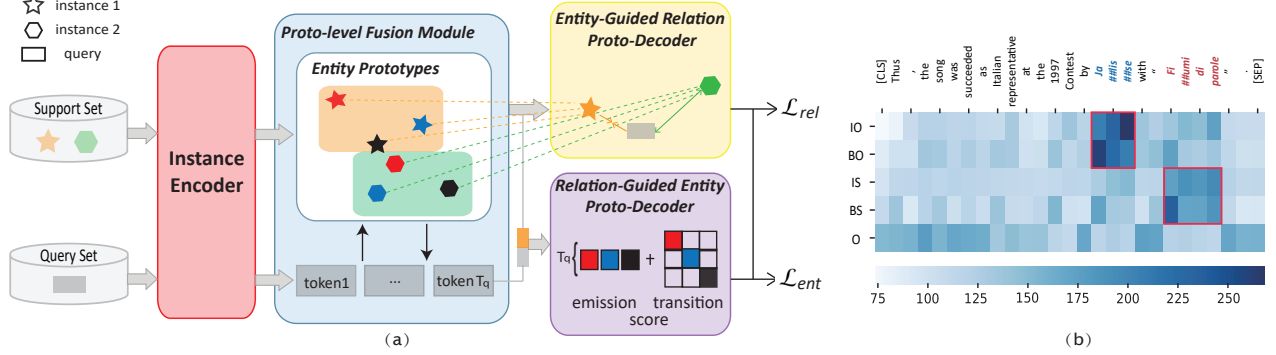 instance 1
instance 2
query
Support Set
Query Set
Instance
Encoder
Proto-level Fusion Module
Entity Prototypes
token1
...
token Tq
Entity-Guided Relation
Proto-Decoder
Relation-Guided Entity
Proto-Decoder
Tq { +
emission transition
score
ℒrel
ℒent
(a)
[CLS] Thus , the song was succeeded as Italian representative at the 1997 Contest by Ja ##lis ##se with “ Fi ##umi di parole ” . [SEP]
IO
BO
IS
BS
O
75 100 125 150 175 200 225 250
(b)